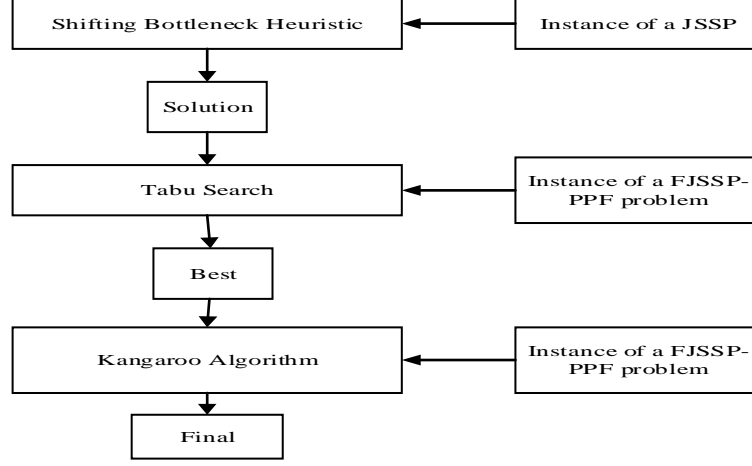 Shifting Bottleneck Heuristic
Instance of a JSSP
Solution
Tabu Search
Instance of a FJSSP-
PPF problem
Best
Kangaroo Algorithm
Instance of a FJSSP-
PPF problem
Final